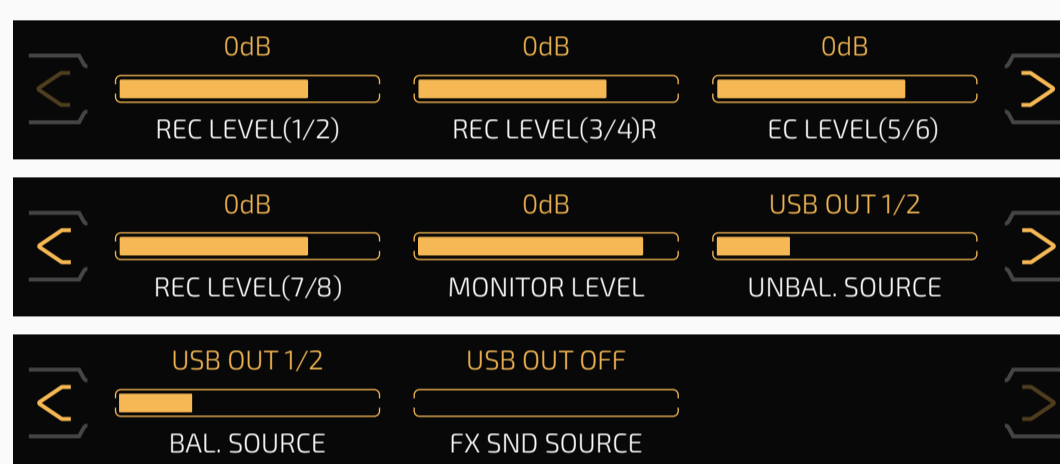 0dB 0dB 0dB
REC LEVEL(1/2) REC LEVEL(3/4)R EC LEVEL(5/6)
0dB 0dB USB OUT 1/2
REC LEVEL(7/8) MONITOR LEVEL UNBAL. SOURCE
USB OUT 1/2 USB OUT OFF
BAL. SOURCE FX SND SOURCE